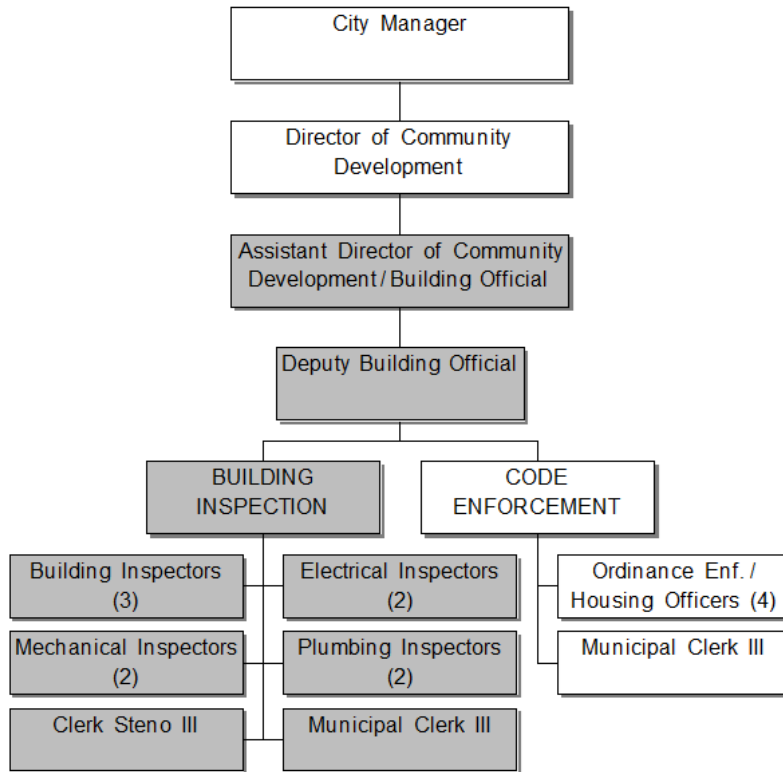 City Manager
Director of Community
Development
Assistant Director of Community
Development/Building Official
Deputy Building Official
BUILDING
INSPECTION
CODE
ENFORCEMENT
Building Inspectors
(3)
Electrical Inspectors
(2)
Ordinance Enf./
Housing Officers (4)
Mechanical Inspectors
(2)
Plumbing Inspectors
(2)
Municipal Clerk III
Clerk Steno III
Municipal Clerk III